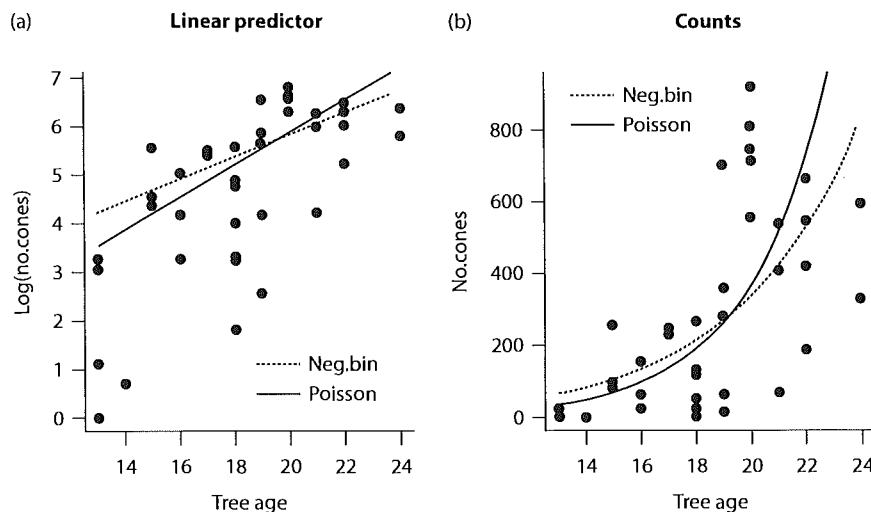 (a) Linear predictor
Log(no.cones)
7
6
5
4
3
2
1
0
Neg.bin
Poisson
14 16 18 20 22 24
Tree age
(b) Counts
No.cones
800
600
400
200
0
Neg.bin
Poisson
14 16 18 20 22 24
Tree age